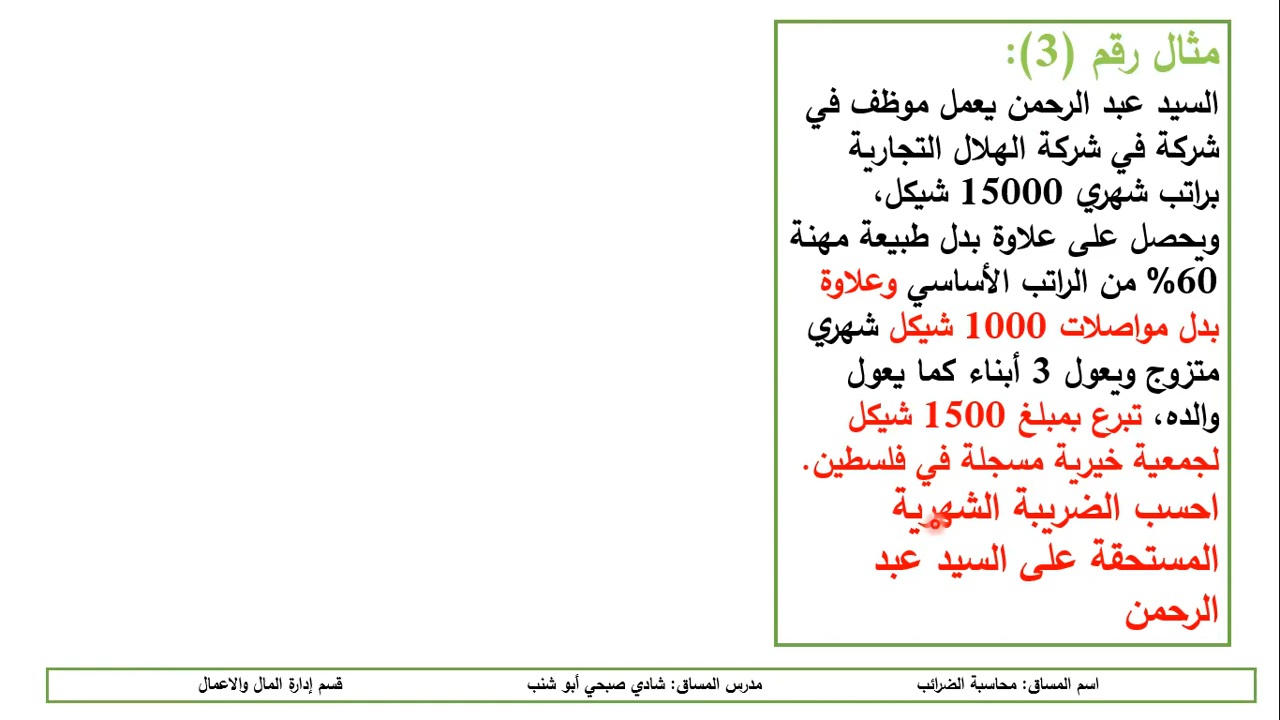 مثال رقم (3):
السيد عبد الرحمن يعمل موظف في
شركة في شركة الهلال التجارية
براتب شهري 15000 شيكل،
ويحصل على علاوة بدل طبيعة مهنة
60% من الراتب الأساسي وعلاوة
بدل مواصلات 1000 شيكل شهري
متزوج ويعول 3 أبناء كما يعول
والده، تبرع بمبلغ 1500 شيكل
لجمعية خيرية مسجلة في فلسطين.
احسب الضريبة الشهرية
المستحقة على السيد عبد
الرحمن
اسم المساق: محاسبة الضرائب
مدرس المساق: شادي صبحي أبو شنب
قسم إدارة المال والاعمال